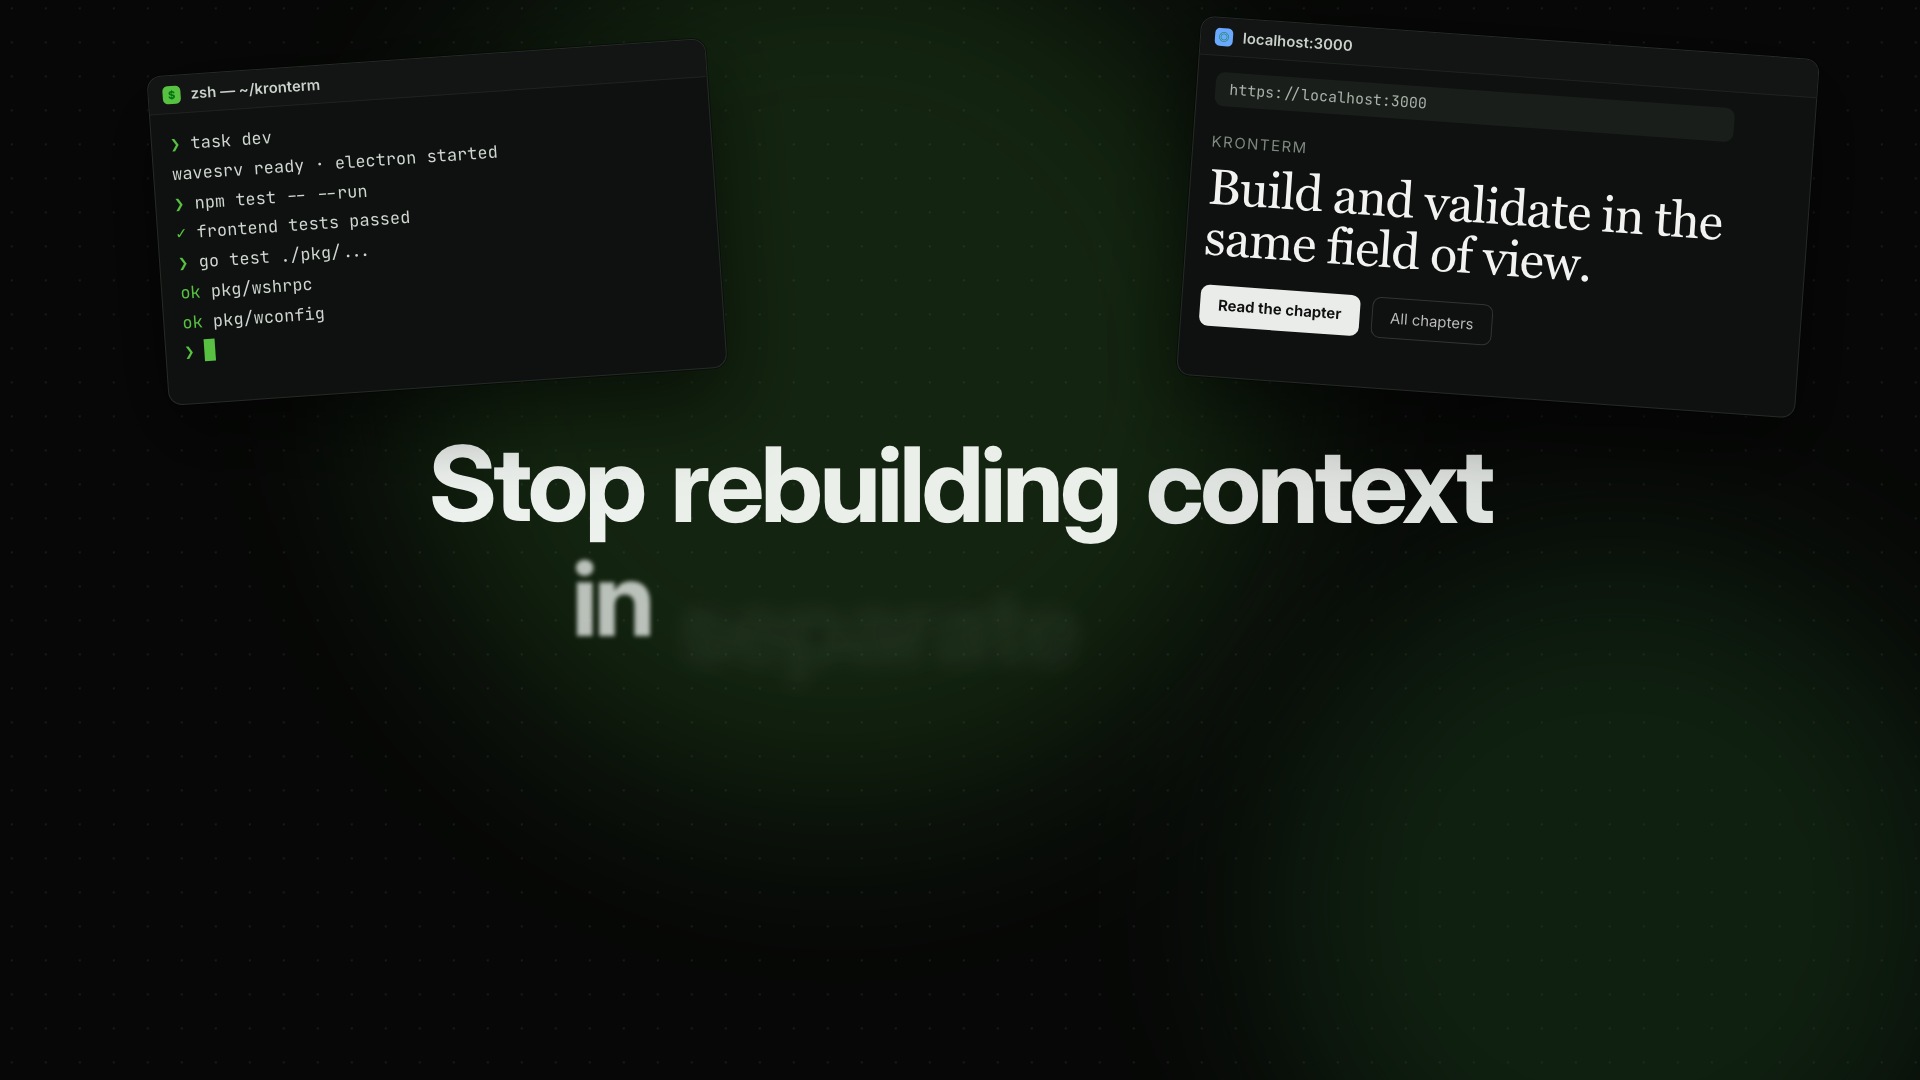 $ zsh — ~/kronterm
❯ task dev
wavesrv ready · electron started
❯ npm test -- --run
✓ frontend tests passed
❯ go test ./pkg/...
ok pkg/wshrpc
ok pkg/wconfig
❯
localhost:3000
https://localhost:3000
KRONTERM
Build and validate in the
same field of view.
Read the chapter
All chapters
Stop rebuilding context
in separate